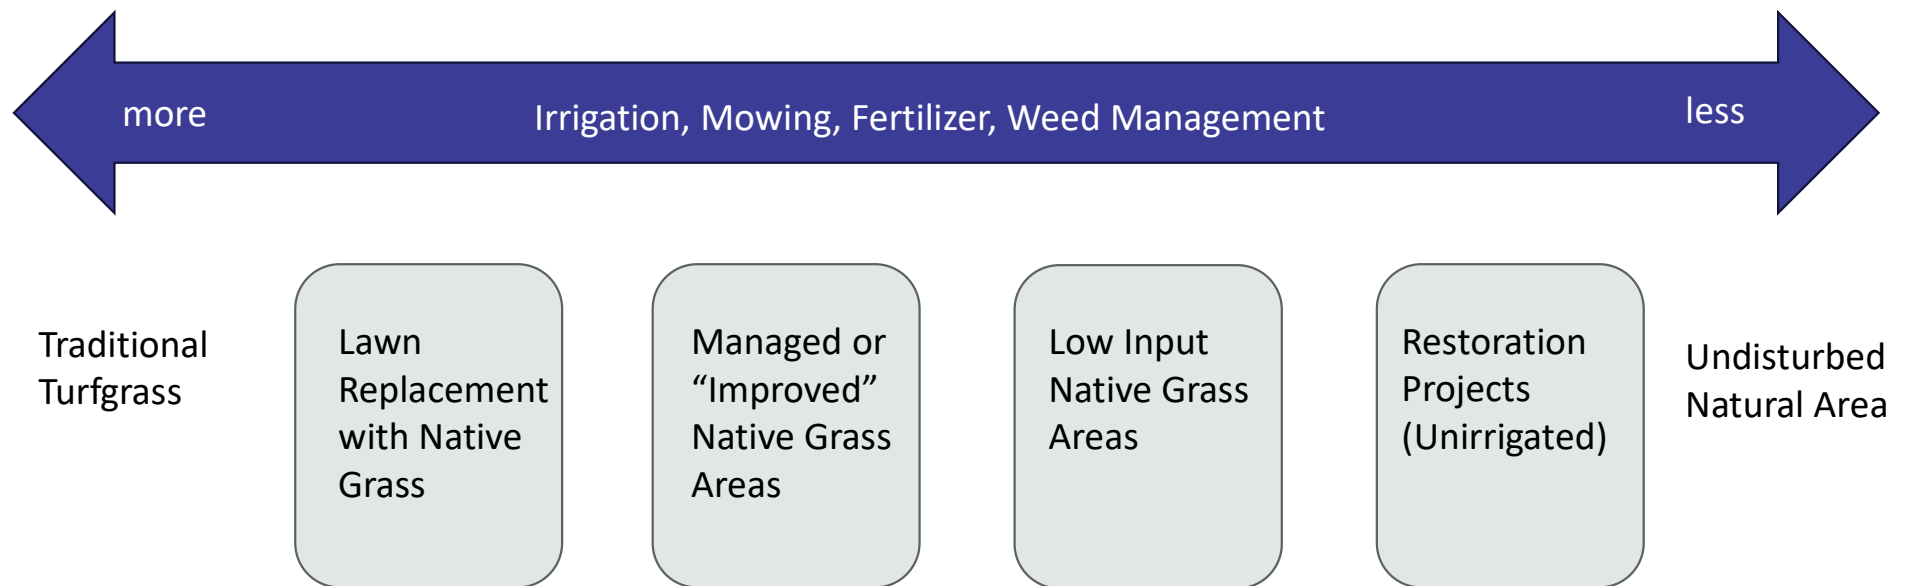 more
Irrigation, Mowing, Fertilizer, Weed Management
less
Traditional
Turfgrass
Lawn
Replacement
with Native
Grass
Managed or
“Improved”
Native Grass
Areas
Low Input
Native Grass
Areas
Restoration
Projects
(Unirrigated)
Undisturbed
Natural Area